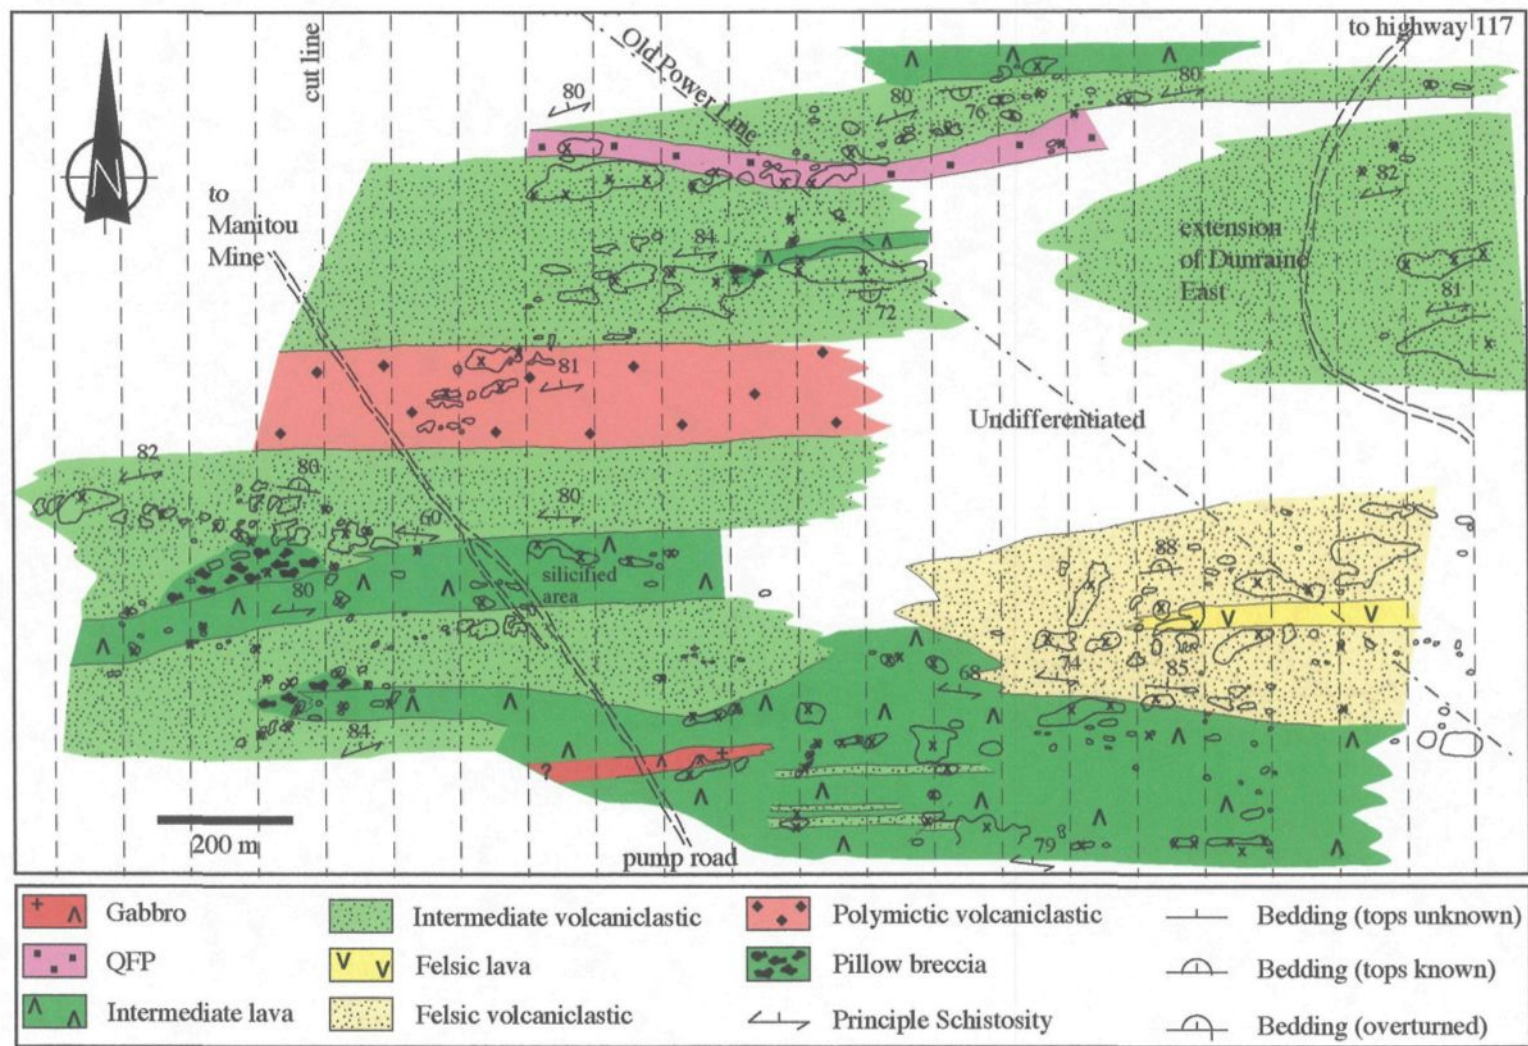 to highway 117
cut line
Old Power Line
80
80
80
76
N
82
to
Manitou
Mine
84
extension
of Dunraine
East
81
72
81
Undifferentiated
82
80
80
60
88
silicified
area
80
74
85
68
84
?
200 m
pump road
79
Gabbro
Intermediate volcaniclastic
Polymictic volcaniclastic
Bedding (tops unknown)
QFP
Felsic lava
Pillow breccia
Bedding (tops known)
Intermediate lava
Felsic volcaniclastic
Principle Schistosity
Bedding (overturned)